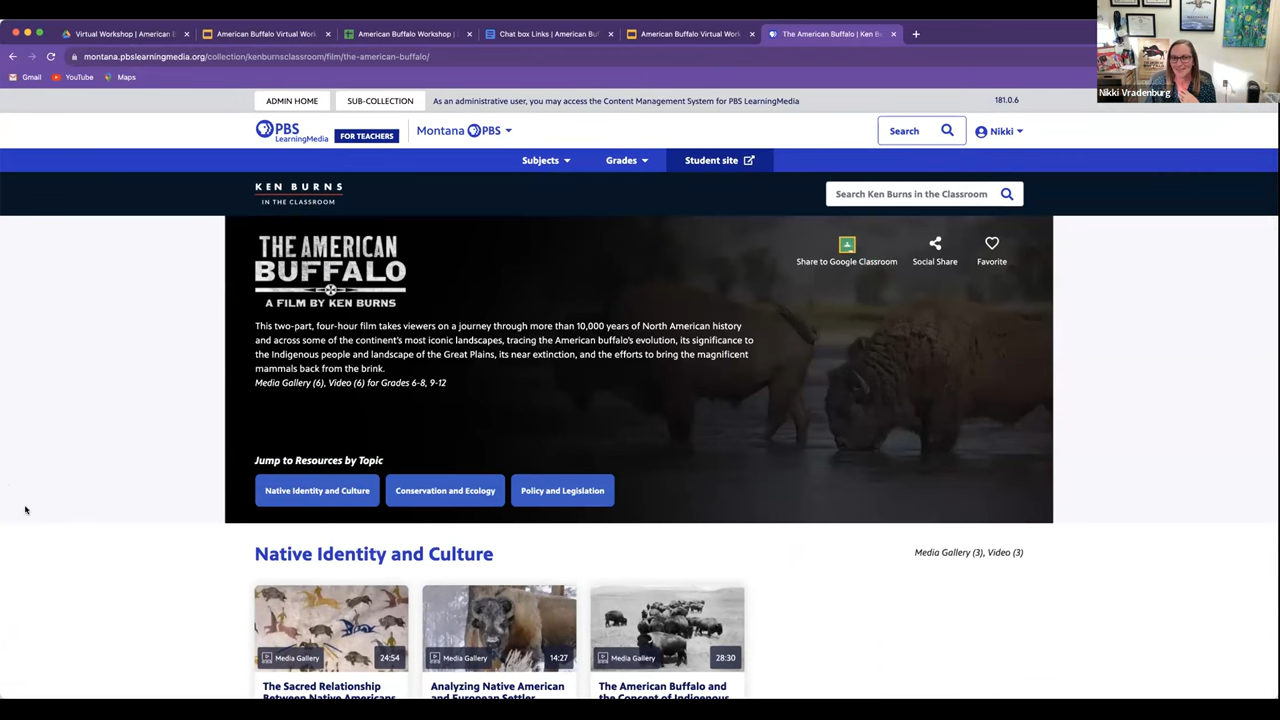 Virtual Workshop | American B
American Buffalo Virtual Work
American Buffalo Workshop |
Chat box Links | American Buf
American Buffalo Virtual Work
The American Buffalo | Ken B
montana.pbslearningmedia.org/collection/kenburnsclassroom/film/the-american-buffalo/
Gmail YouTube Maps
Nikki Vradenburg
ADMIN HOME SUB-COLLECTION As an administrative user, you may access the Content Management System for PBS LearningMedia 181.0.6
PBS LearningMedia FOR TEACHERS Montana PBS Search Nikki
Subjects Grades Student site
KEN BURNS
IN THE CLASSROOM
Search Ken Burns in the Classroom
THE AMERICAN
BUFFALO
A FILM BY KEN BURNS
Share to Google Classroom Social Share Favorite
This two-part, four-hour film takes viewers on a journey through more than 10,000 years of North American history
and across some of the continent's most iconic landscapes, tracing the American buffalo's evolution, its significance to
the Indigenous people and landscape of the Great Plains, its near extinction, and the efforts to bring the magnificent
mammals back from the brink.
Media Gallery (6), Video (6) for Grades 6-8, 9-12
Jump to Resources by Topic
Native Identity and Culture Conservation and Ecology Policy and Legislation
Native Identity and Culture Media Gallery (3), Video (3)
Media Gallery 24:54 Media Gallery 14:27 Media Gallery 28:30
The Sacred Relationship
Between Native Americans
Analyzing Native American
and European Settler
The American Buffalo and
the Concept of Indigenous